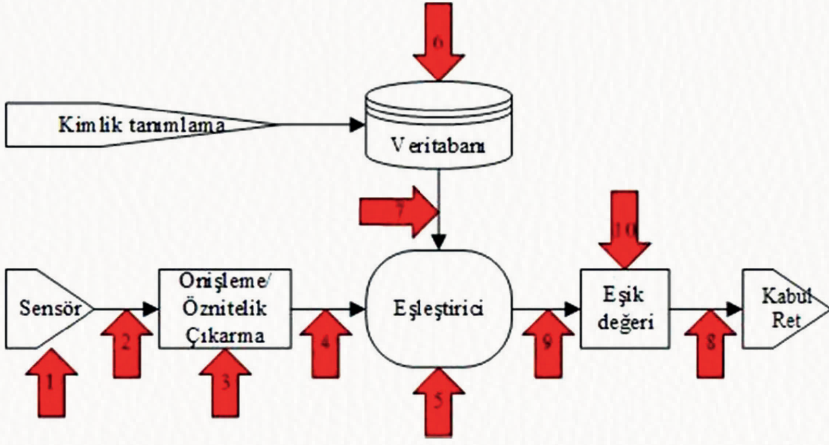 6
Kimlik tanımlama
Veritabanı
7
10
Sensör
Önişleme/
Öznitelik
Çıkarma
Eşleştirici
Eşik
değeri
Kabul
Ret
1
2
3
4
5
9
8